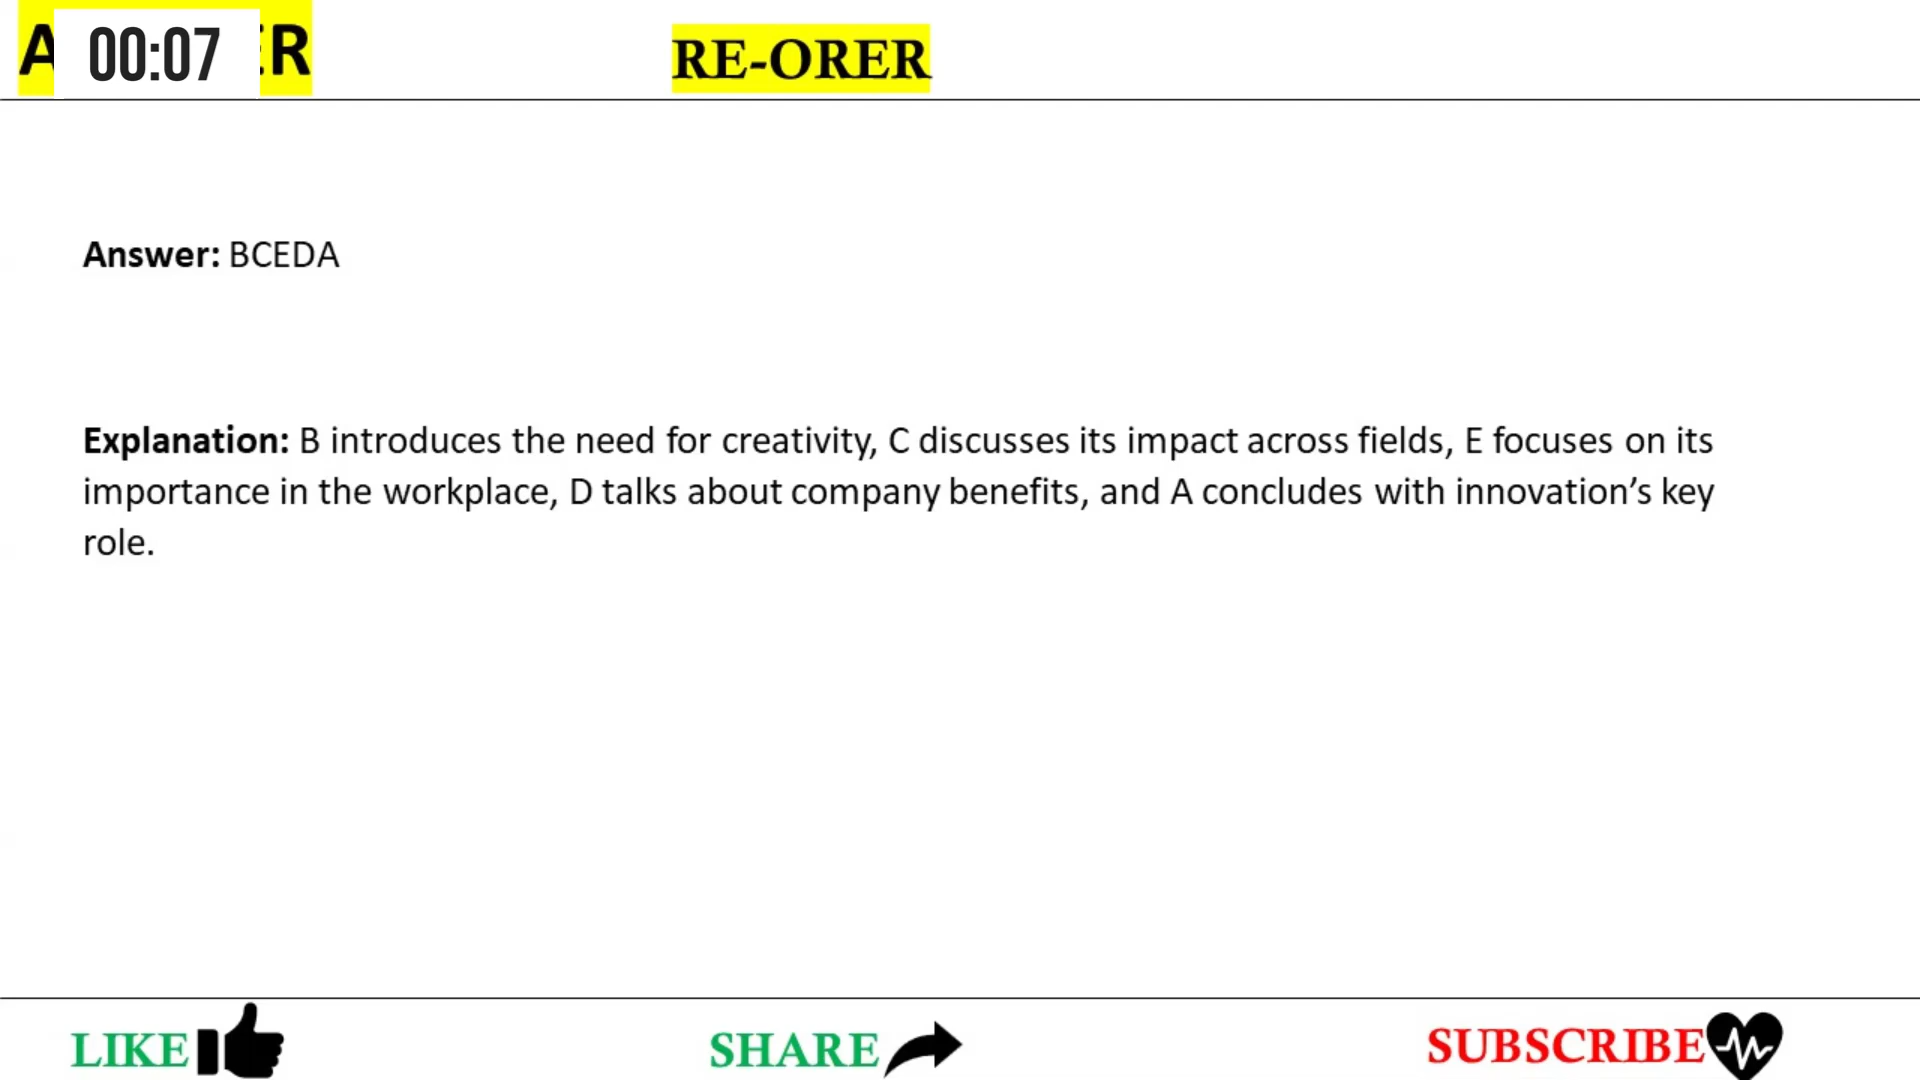 00:07
RE-ORER
Answer: BCEDA
Explanation: B introduces the need for creativity, C discusses its impact across fields, E focuses on its
importance in the workplace, D talks about company benefits, and A concludes with innovation’s key
role.
LIKE
SHARE
SUBSCRIBE